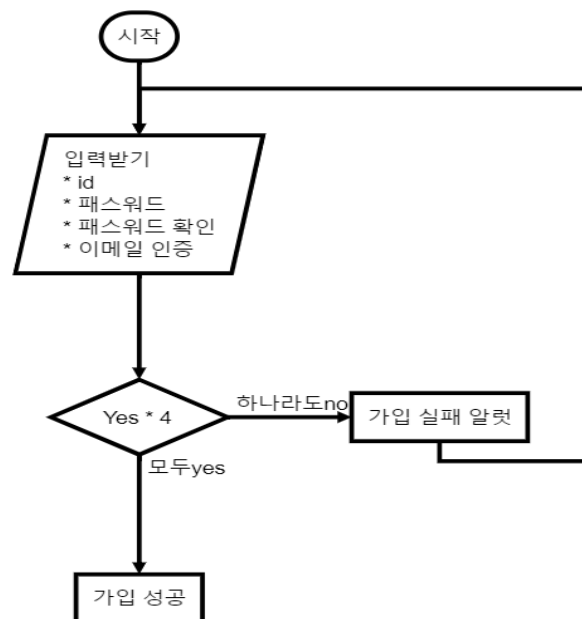 시작
입력받기
* id
* 패스워드
* 패스워드 확인
* 이메일 인증
Yes * 4
하나라도no
가입 실패 알럿
모두yes
가입 성공